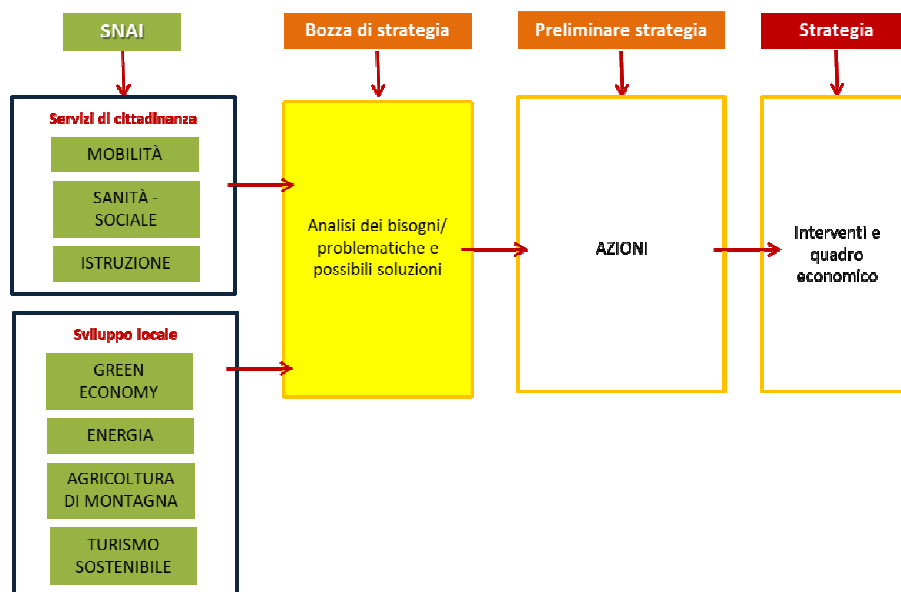 SNAI
Bozza di strategia
Preliminare strategia
Strategia
Servizi di cittadinanza
MOBILITÀ
SANITÀ -
SOCIALE
ISTRUZIONE
Sviluppo locale
GREEN
ECONOMY
ENERGIA
AGRICOLTURA
DI MONTAGNA
TURISMO
SOSTENIBILE
Analisi dei bisogni/
problematiche e
possibili soluzioni
AZIONI
Interventi e
quadro
economico